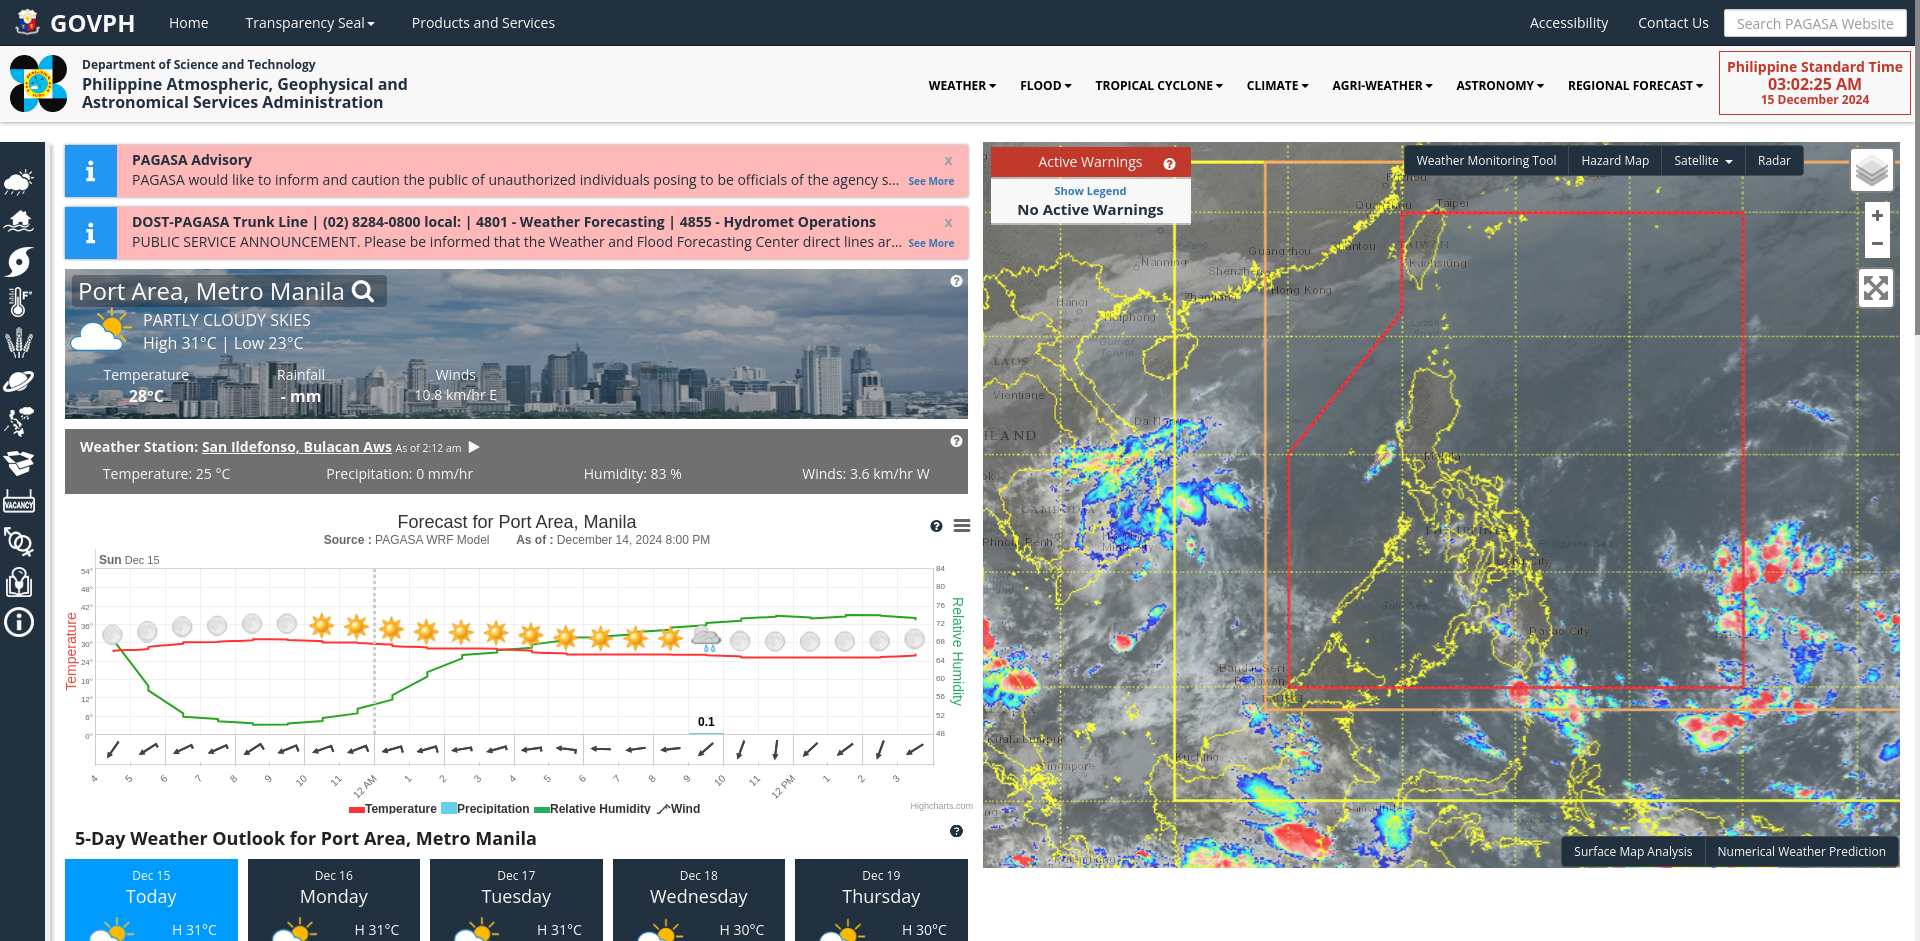 GOVPH
Home
Transparency Seal
Products and Services
Accessibility
Contact Us
Search PAGASA Website
Department of Science and Technology
Philippine Atmospheric, Geophysical and
Astronomical Services Administration
WEATHER
FLOOD
TROPICAL CYCLONE
CLIMATE
AGRI-WEATHER
ASTRONOMY
REGIONAL FORECAST
Philippine Standard Time
03:02:25 AM
15 December 2024
VACANCY
PAGASA Advisory
x
PAGASA would like to inform and caution the public of unauthorized individuals posing to be officials of the agency s...
See More
DOST-PAGASA Trunk Line | (02) 8284-0800 local: | 4801 - Weather Forecasting | 4855 - Hydromet Operations
x
PUBLIC SERVICE ANNOUNCEMENT. Please be informed that the Weather and Flood Forecasting Center direct lines ar...
See More
Port Area, Metro Manila
PARTLY CLOUDY SKIES
High 31°C | Low 23°C
Temperature
Rainfall
Winds
28°C
- mm
10.8 km/hr E
Weather Station: San Ildefonso, Bulacan Aws As of 2:12 am
Temperature: 25 °C
Precipitation: 0 mm/hr
Humidity: 83 %
Winds: 3.6 km/hr W
Forecast for Port Area, Manila
Source : PAGASA WRF Model As of : December 14, 2024 8:00 PM
Sun Dec 15
Temperature
54°
48°
42°
36°
30°
24°
18°
12°
6°
0°
84
80
76
72
68
64
60
56
52
48
Relative Humidity
0.1
4 5 6 7 8 9 10 11 12 AM 1 2 3 4 5 6 7 8 9 10 11 12 PM 1 2 3
Temperature Precipitation Relative Humidity Wind
Highcharts.com
5-Day Weather Outlook for Port Area, Metro Manila
Dec 15
Today
H 31°C
Dec 16
Monday
H 31°C
Dec 17
Tuesday
H 31°C
Dec 18
Wednesday
H 30°C
Dec 19
Thursday
H 30°C
Active Warnings
Show Legend
No Active Warnings
Weather Monitoring Tool
Hazard Map
Satellite
Radar
+
−
Taipei
Guangzhou
Shantou
Nanning
Shenzhen
Kaohsiung
Hong Kong
Zhanjiang
Hanoi
Haiphong
Gulf of
Tonkin
Luzon
LAOS
Vientiane
Da Nang
Manila
CAMBODIA
Phnom Penh
Philippine Sea
Cebu City
Sulu Sea
Davao City
Bandar Seri
Begawan
Kuala Lumpur
Kuching
Singapore
Samarinda
Surface Map Analysis
Numerical Weather Prediction